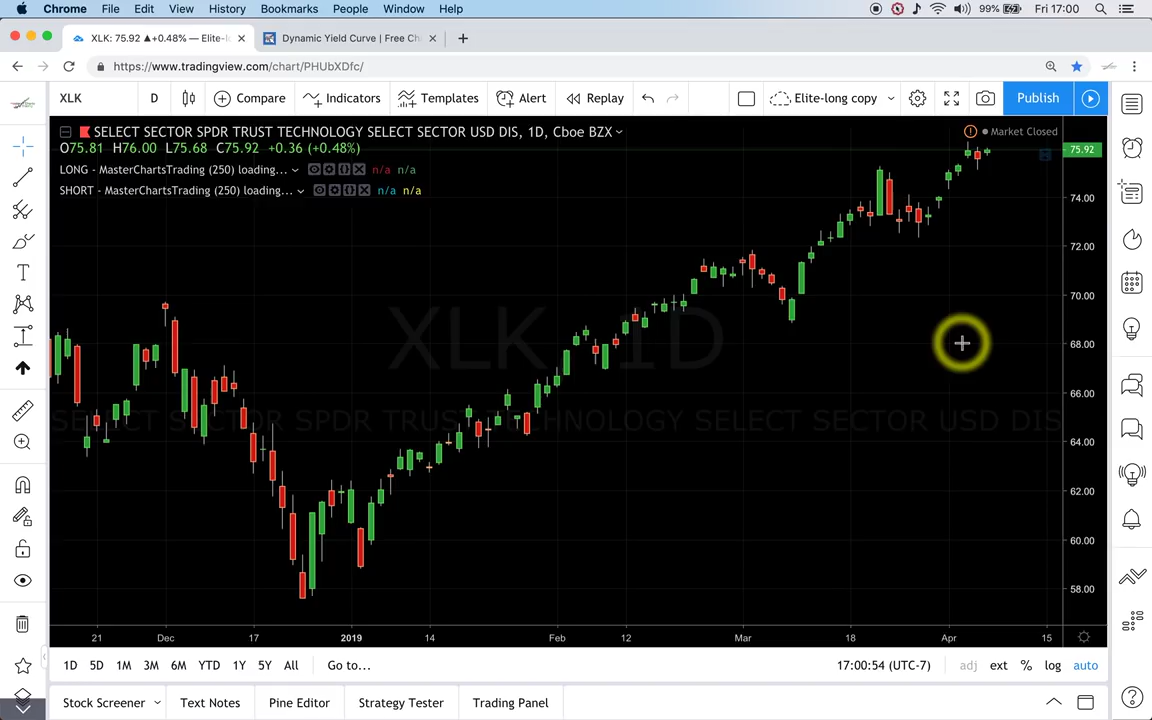 Chrome File Edit View History Bookmarks People Window Help 99% Fri 17:00
XLK: 75.92 ▲+0.48% — Elite-l Dynamic Yield Curve | Free Ch
https://www.tradingview.com/chart/PHUbXDfc/
XLK D Compare Indicators Templates Alert Replay Elite-long copy Publish
SELECT SECTOR SPDR TRUST TECHNOLOGY SELECT SECTOR USD DIS, 1D, Cboe BZX
Market Closed
O75.81 H76.00 L75.68 C75.92 +0.36 (+0.48%)
75.92
LONG - MasterChartsTrading (250) loading... n/a n/a
SHORT - MasterChartsTrading (250) loading... n/a n/a
74.00
72.00
70.00
XLK 1D
68.00
66.00
SELECT SECTOR SPDR TRUST TECHNOLOGY SELECT SECTOR USD DIS
64.00
62.00
60.00
58.00
21 Dec 17 2019 14 Feb 12 Mar 18 Apr 15
1D 5D 1M 3M 6M YTD 1Y 5Y All Go to... 17:00:54 (UTC-7) adj ext % log auto
Stock Screener Text Notes Pine Editor Strategy Tester Trading Panel